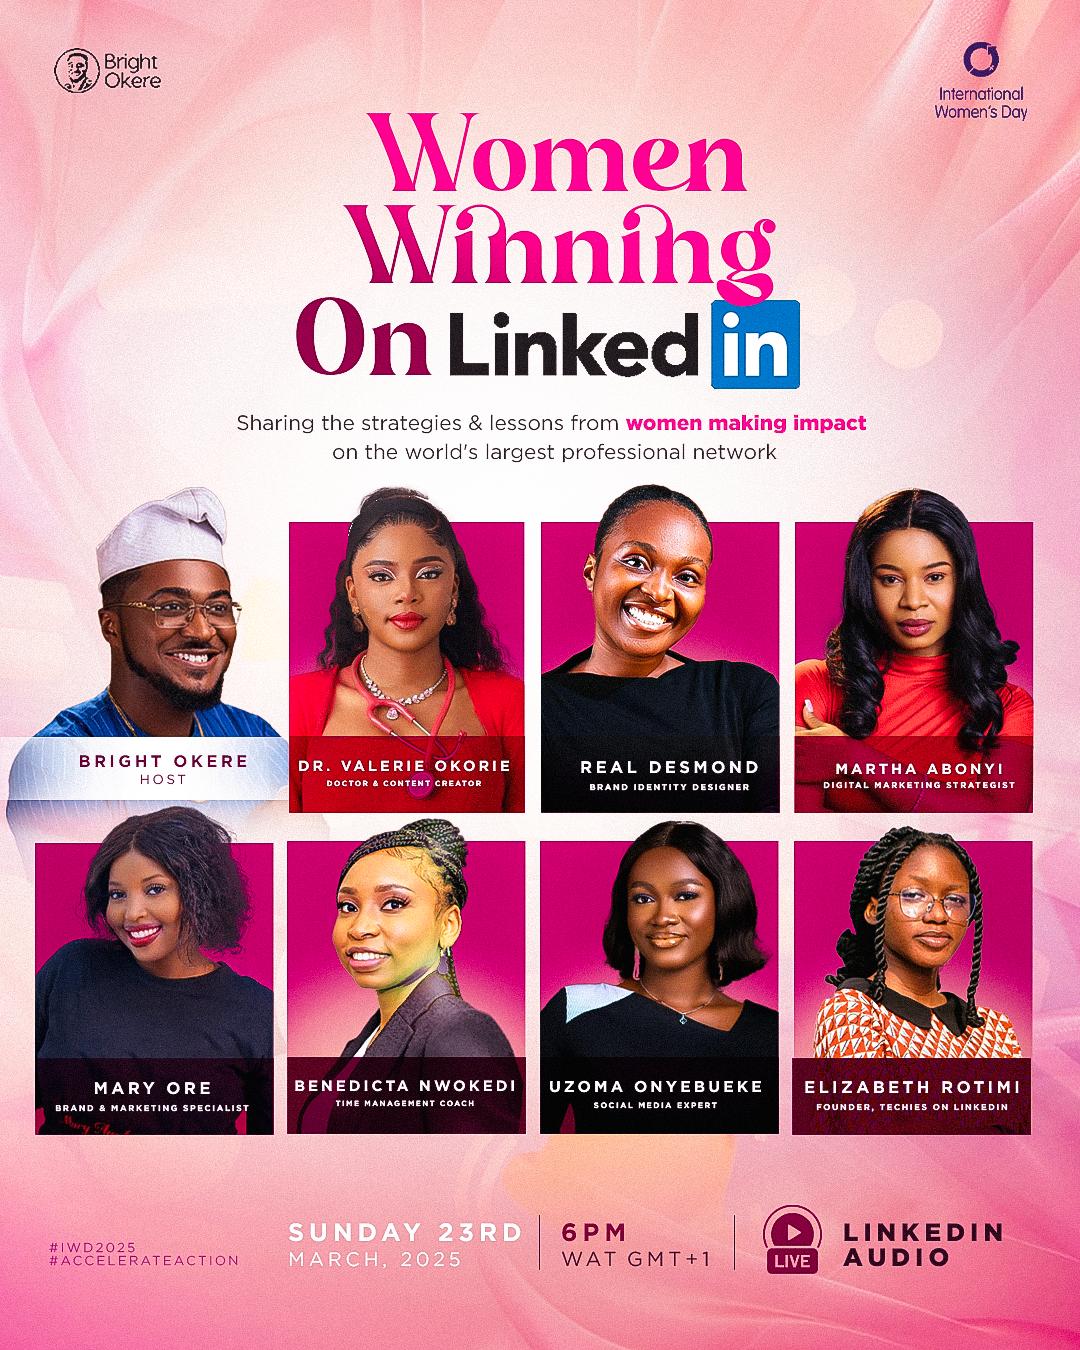 Bright
Okere
International
Women's Day
Women
Winning
On Linked in
Sharing the strategies & lessons from women making impact
on the world's largest professional network
BRIGHT OKERE
HOST
DR. VALERIE OKORIE
DOCTOR & CONTENT CREATOR
REAL DESMOND
BRAND IDENTITY DESIGNER
MARTHA ABONYI
DIGITAL MARKETING STRATEGIST
MARY ORE
BRAND & MARKETING SPECIALIST
BENEDICTA NWOKEDI
TIME MANAGEMENT COACH
UZOMA ONYEBUEKE
SOCIAL MEDIA EXPERT
ELIZABETH ROTIMI
FOUNDER, TECHIES ON LINKEDIN
#IWD2025
#ACCELERATEACTION
SUNDAY 23RD
MARCH, 2025
6PM
WAT GMT+1
LIVE
LINKEDIN
AUDIO